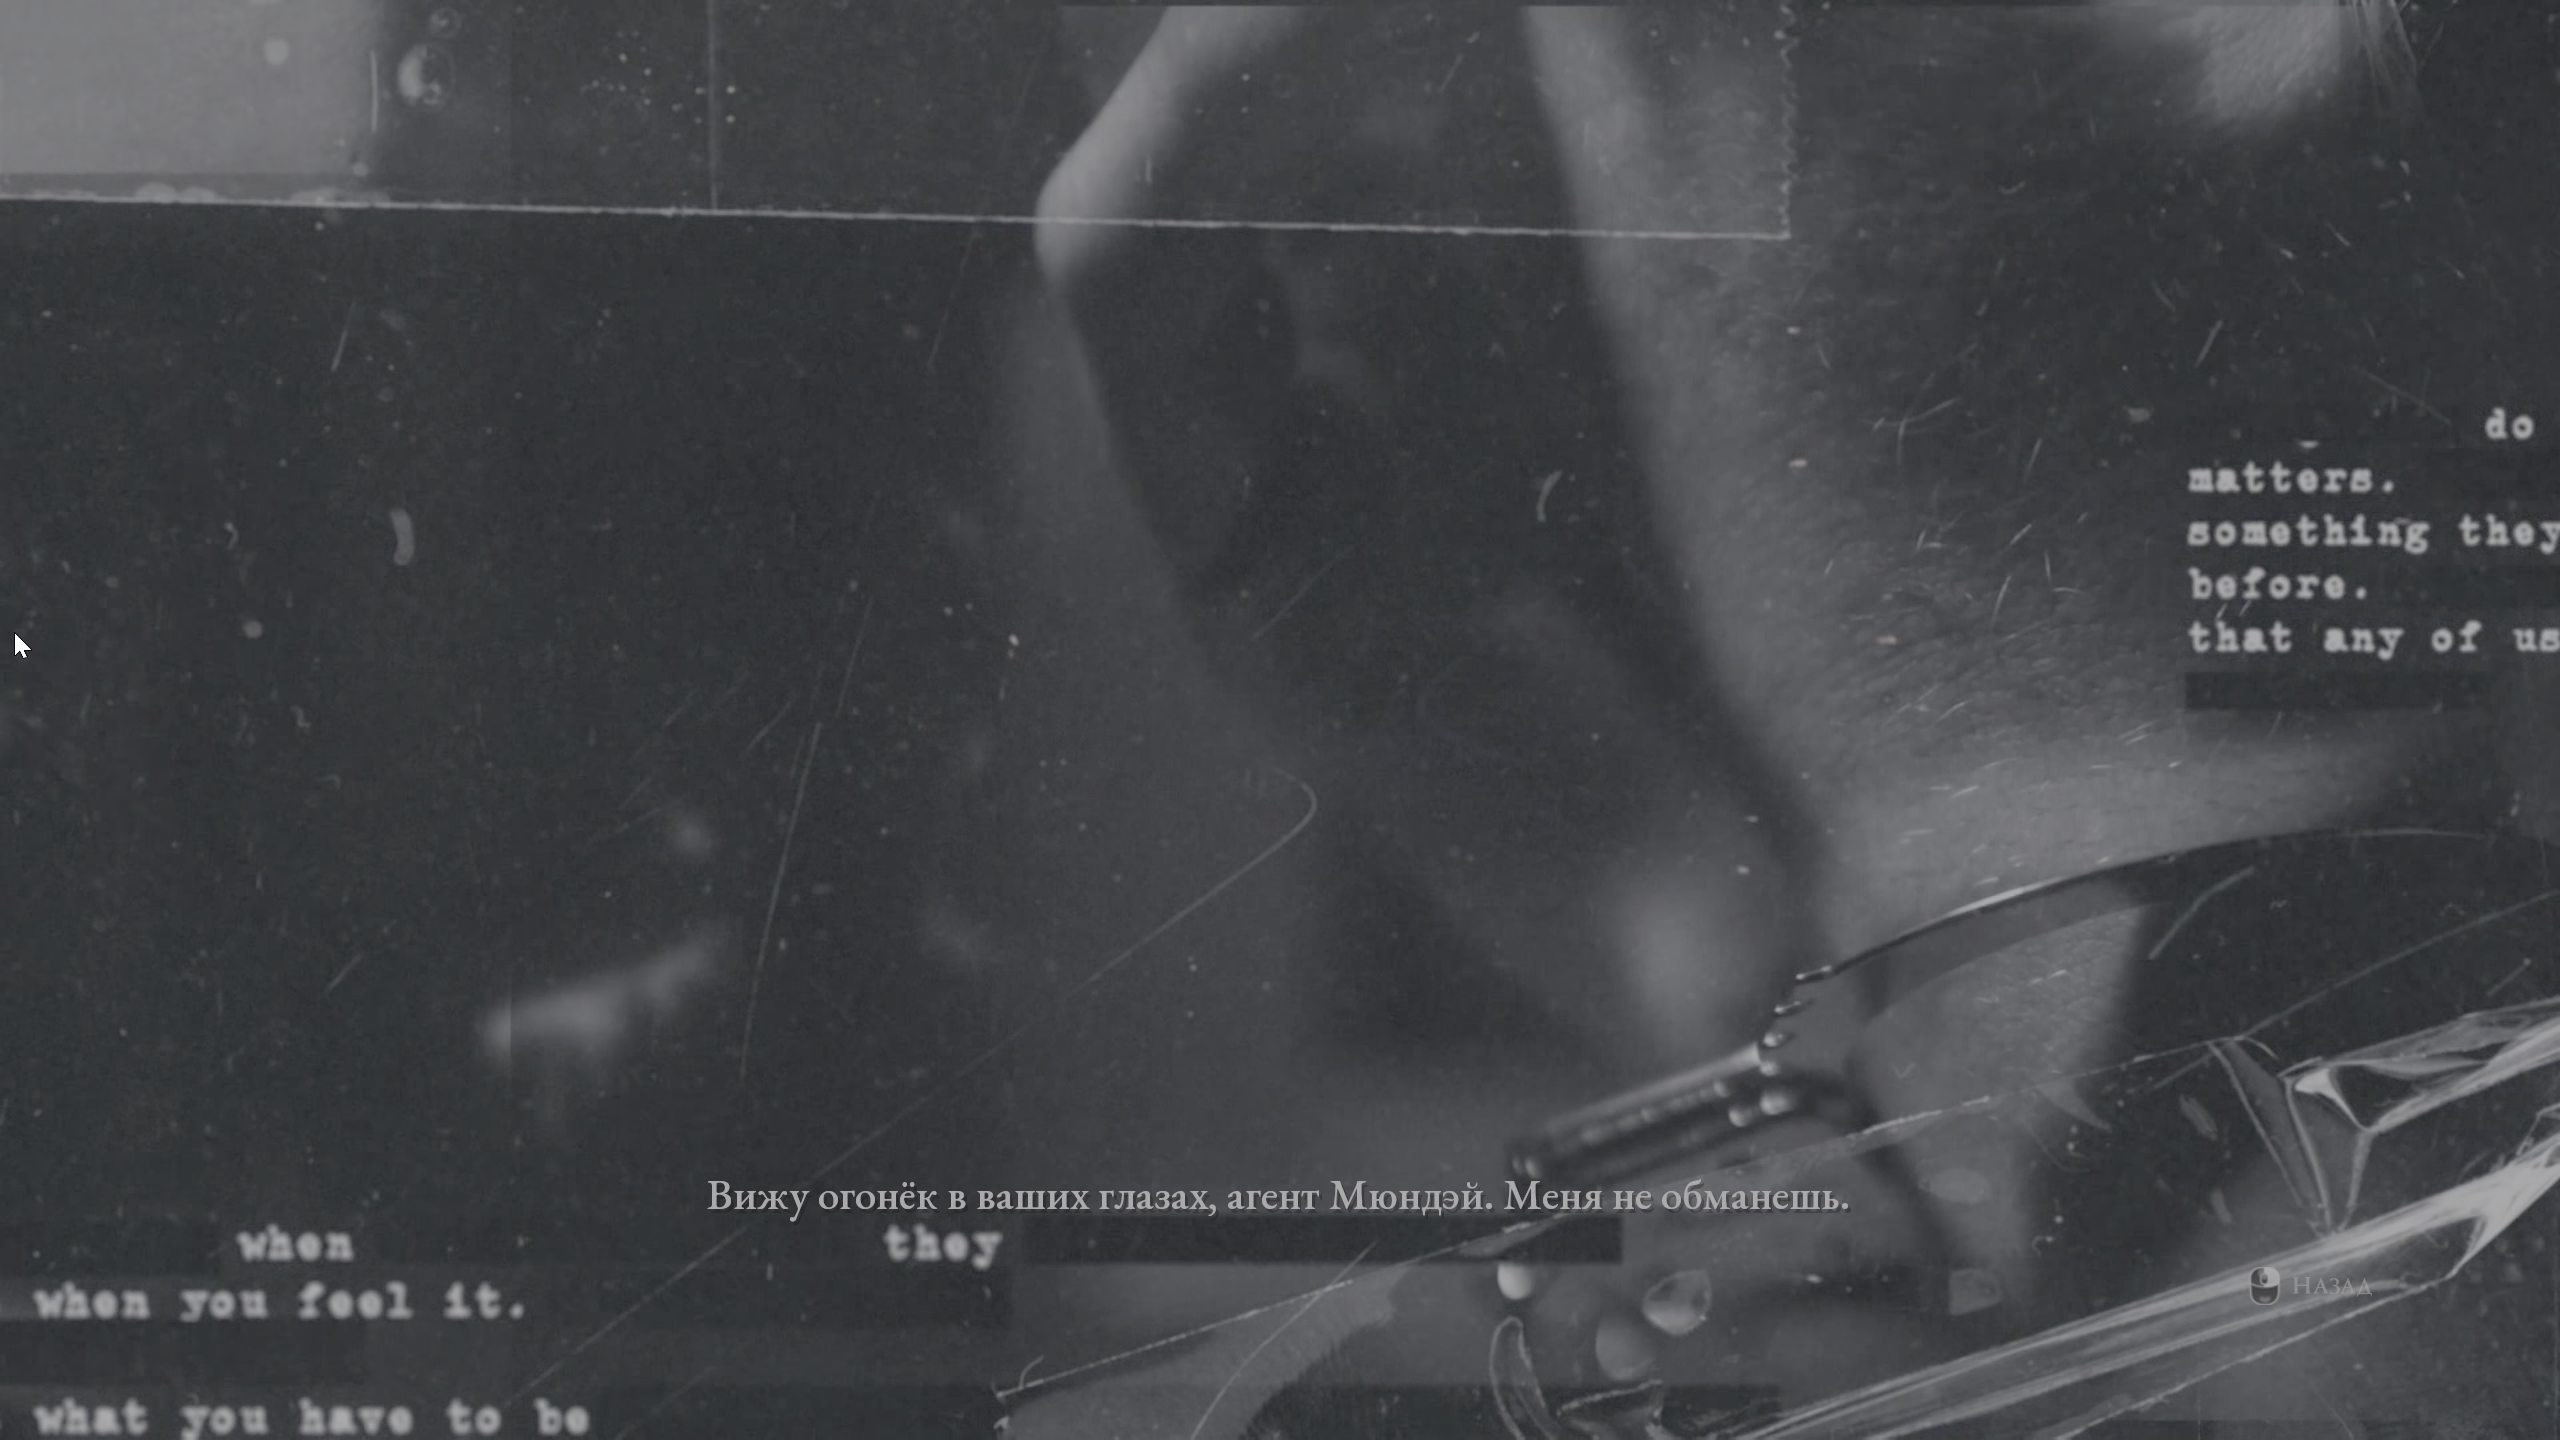 do
matters.
something they
before.
that any of us
Вижу огонёк в ваших глазах, агент Мюндэй. Меня не обманешь.
when they
when you feel it.
НАЗАД
what you have to be